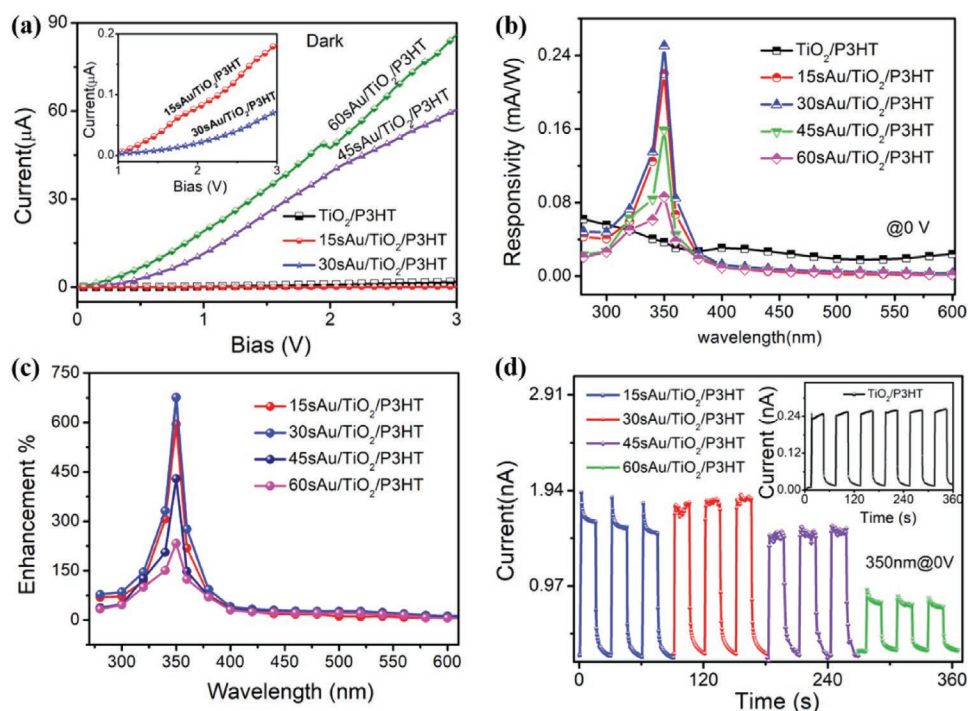 (a)
90
60
30
0
Current(μA)
0
1
2
3
Bias (V)
Dark
0.2
0.1
0.0
Current(μA)
1
2
3
Bias (V)
15sAu/TiO2/P3HT
30sAu/TiO2/P3HT
60sAu/TiO2/P3HT
45sAu/TiO2/P3HT
TiO2/P3HT
15sAu/TiO2/P3HT
30sAu/TiO2/P3HT
(b)
0.24
0.16
0.08
0.00
Responsivity (mA/W)
300
350
400
450
500
550
600
wavelength(nm)
TiO2/P3HT
15sAu/TiO2/P3HT
30sAu/TiO2/P3HT
45sAu/TiO2/P3HT
60sAu/TiO2/P3HT
@0 V
(c)
750
600
450
300
150
0
Enhancement %
300
350
400
450
500
550
600
Wavelength (nm)
15sAu/TiO2/P3HT
30sAu/TiO2/P3HT
45sAu/TiO2/P3HT
60sAu/TiO2/P3HT
(d)
2.91
1.94
0.97
Current(nA)
0
120
240
360
Time (s)
15sAu/TiO2/P3HT
30sAu/TiO2/P3HT
45sAu/TiO2/P3HT
60sAu/TiO2/P3HT
TiO2/P3HT
0.36
0.24
0.12
0.00
Current (nA)
0
120
240
360
Time (s)
350nm@0V